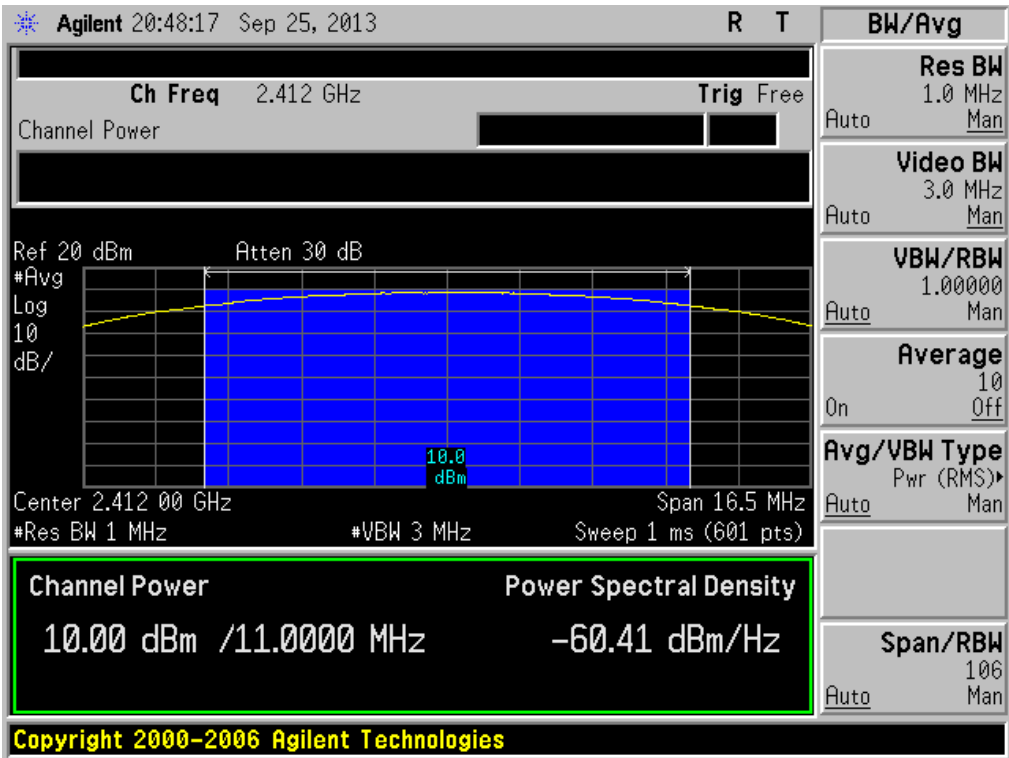 Agilent 20:48:17 Sep 25, 2013 R T
Ch Freq 2.412 GHz Trig Free
Channel Power
Ref 20 dBm Atten 30 dB
#Avg
Log
10
dB/
10.0
dBm
Center 2.412 00 GHz Span 16.5 MHz
#Res BW 1 MHz #VBW 3 MHz Sweep 1 ms (601 pts)
Channel Power Power Spectral Density
10.00 dBm /11.0000 MHz -60.41 dBm/Hz
Copyright 2000-2006 Agilent Technologies
BW/Avg
Res BW
1.0 MHz
Auto Man
Video BW
3.0 MHz
Auto Man
VBW/RBW
1.00000
Auto Man
Average
10
On Off
Avg/VBW Type
Pwr (RMS)
Auto Man
Span/RBW
106
Auto Man